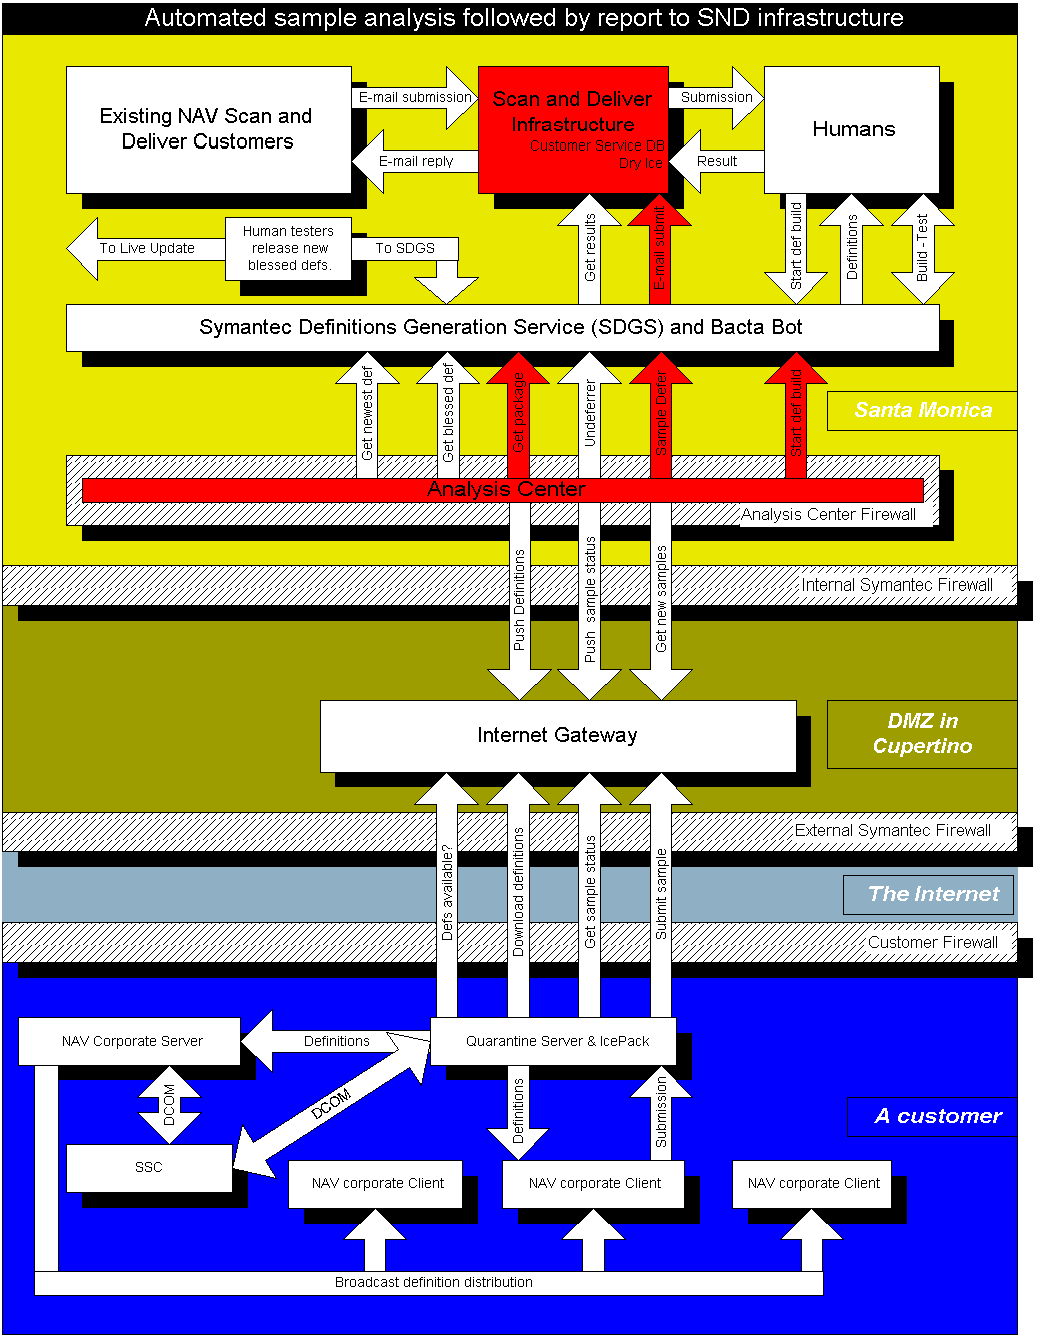 Automated sample analysis followed by report to SND infrastructure
Existing NAV Scan and
Deliver Customers
E-mail submission
E-mail reply
Scan and Deliver
Infrastructure
Customer Service DB
Dry Ice
Submission
Result
Humans
To Live Update
Human testers
release new
blessed defs.
To SDGS
Get results
E-mail submit
Start def build
Definitions
Build -Test
Symantec Definitions Generation Service (SDGS) and Bacta Bot
Get newest def
Get blessed def
Get package
Undeferrer
Sample Defer
Start def build
Santa Monica
Analysis Center
Analysis Center Firewall
Internal Symantec Firewall
Push Definitions
Push sample status
Get new samples
Internet Gateway
DMZ in
Cupertino
External Symantec Firewall
Defs available?
Download definitions
Get sample status
Submit sample
The Internet
Customer Firewall
NAV Corporate Server
Definitions
Quarantine Server & IcePack
DCOM
DCOM
Definitions
Submission
A customer
SSC
NAV corporate Client
NAV corporate Client
NAV corporate Client
Broadcast definition distribution